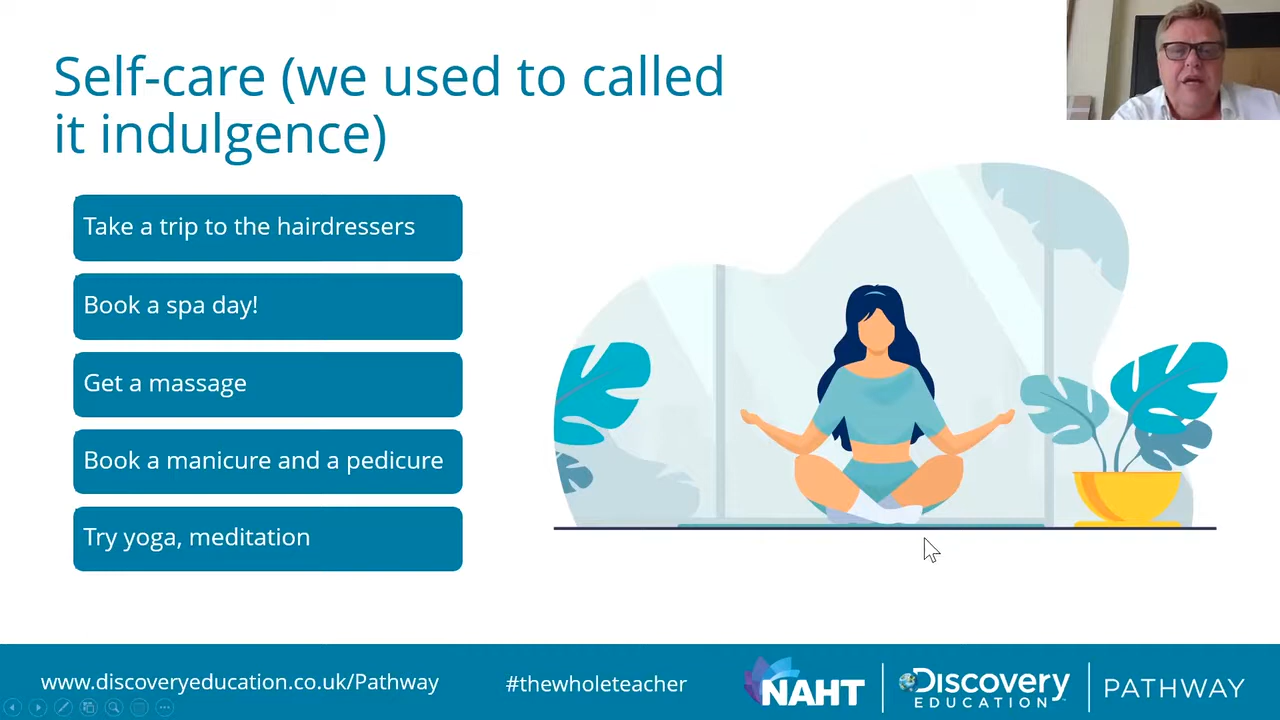 Self-care (we used to called
it indulgence)
Take a trip to the hairdressers
Book a spa day!
Get a massage
Book a manicure and a pedicure
Try yoga, meditation
www.discoveryeducation.co.uk/Pathway
#thewholeteacher
NAHT
Discovery
EDUCATION
PATHWAY